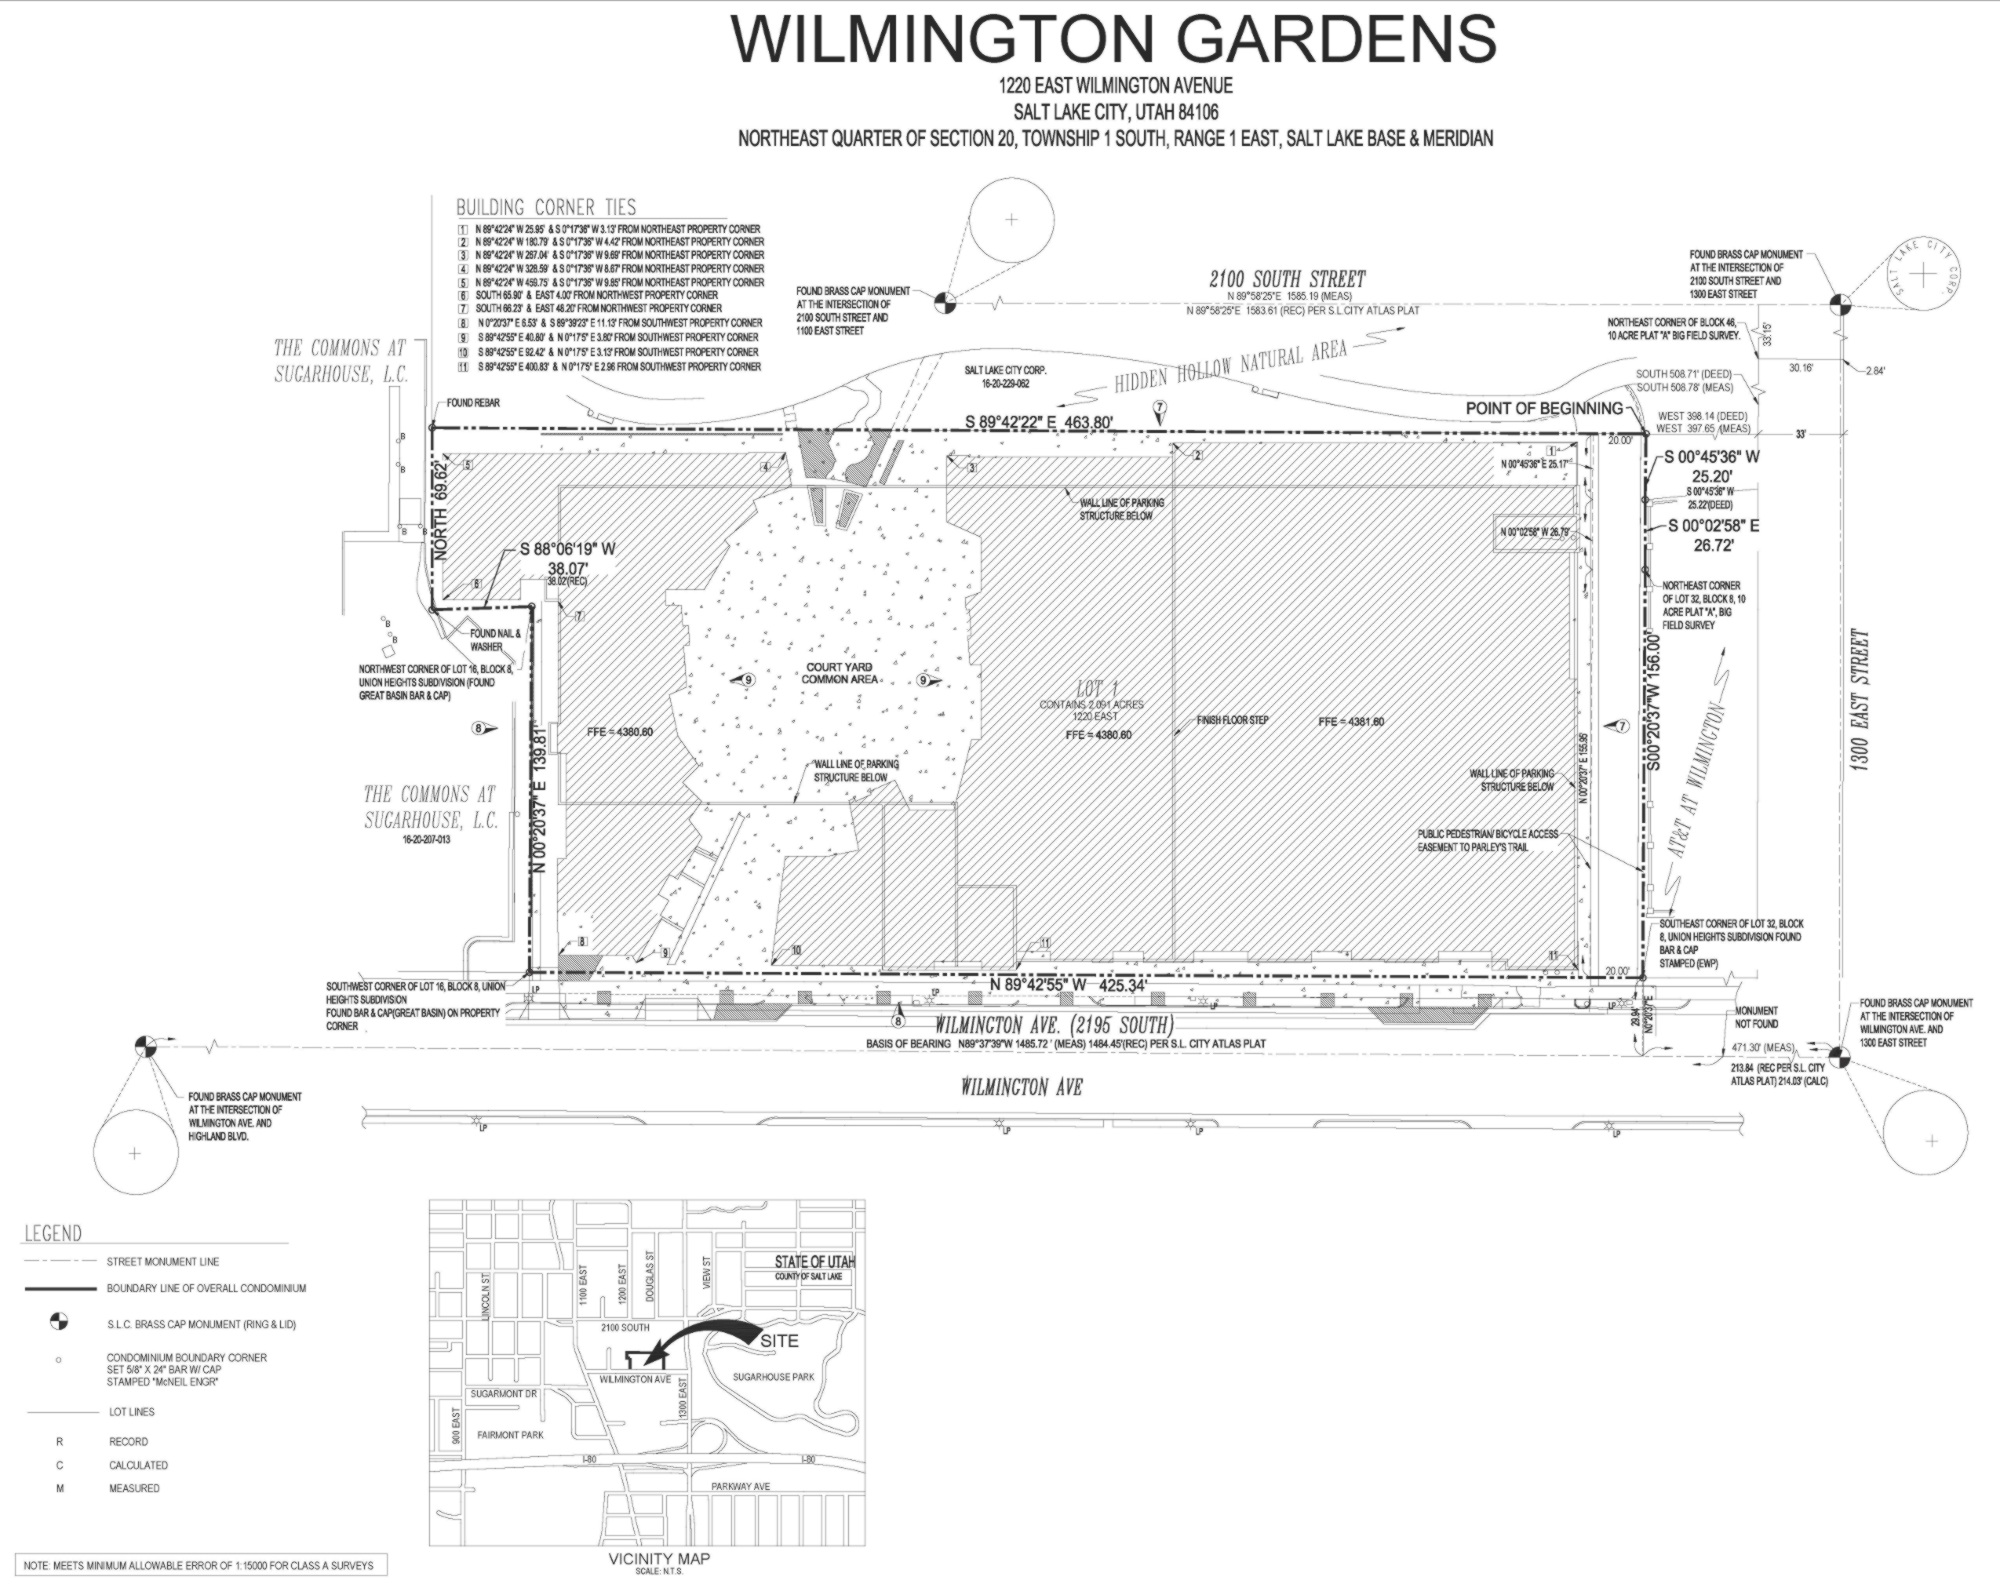 WILMINGTON GARDENS
1220 EAST WILMINGTON AVENUE
SALT LAKE CITY, UTAH 84106
NORTHEAST QUARTER OF SECTION 20, TOWNSHIP 1 SOUTH, RANGE 1 EAST, SALT LAKE BASE & MERIDIAN
BUILDING CORNER TIES
1 N 89°42'24" W 25.95' & S 0°17'36" W 3.13' FROM NORTHEAST PROPERTY CORNER
2 N 89°42'24" W 180.79' & S 0°17'36" W 4.42' FROM NORTHEAST PROPERTY CORNER
3 N 89°42'24" W 267.04' & S 0°17'36" W 9.69' FROM NORTHEAST PROPERTY CORNER
4 N 89°42'24" W 328.59' & S 0°17'36" W 8.67' FROM NORTHEAST PROPERTY CORNER
5 N 89°42'24" W 459.75' & S 0°17'36" W 9.85' FROM NORTHEAST PROPERTY CORNER
6 SOUTH 65.90' & EAST 4.00' FROM NORTHWEST PROPERTY CORNER
7 SOUTH 66.23' & EAST 48.20' FROM NORTHWEST PROPERTY CORNER
8 N 0°20'37" E 6.53' & S 89°39'23" E 11.13' FROM SOUTHWEST PROPERTY CORNER
9 S 89°42'55" E 40.80' & N 0°17'5" E 3.80' FROM SOUTHWEST PROPERTY CORNER
10 S 89°42'55" E 92.42' & N 0°17'5" E 3.13' FROM SOUTHWEST PROPERTY CORNER
11 S 89°42'55" E 400.83' & N 0°17'5" E 2.96 FROM SOUTHWEST PROPERTY CORNER
FOUND BRASS CAP MONUMENT
AT THE INTERSECTION OF
2100 SOUTH STREET AND
1100 EAST STREET
2100 SOUTH STREET
N 89°58'25"E 1585.19 (MEAS)
N 89°58'25"E 1583.61 (REC) PER S.L.CITY ATLAS PLAT
FOUND BRASS CAP MONUMENT
AT THE INTERSECTION OF
2100 SOUTH STREET AND
1300 EAST STREET
SALT LAKE CITY CORP.
NORTHEAST CORNER OF BLOCK 46,
10 ACRE PLAT "A" BIG FIELD SURVEY.
33.15'
30.16'
2.84'
THE COMMONS AT
SUGARHOUSE, L.C.
SALT LAKE CITY CORP.
16-20-229-062
HIDDEN HOLLOW NATURAL AREA
SOUTH 508.71' (DEED)
SOUTH 508.78' (MEAS)
FOUND REBAR
S 89°42'22" E 463.80'
7
POINT OF BEGINNING
WEST 398.14 (DEED)
WEST 397.65 (MEAS)
33'
20.00'
B
B
B
B
NORTH 69.62'
5
4
3
2
1
N 00°45'36" E 25.17'
S 00°45'36" W
25.20'
S 00°45'36" W
25.22'(DEED)
WALL LINE OF PARKING
STRUCTURE BELOW
N 00°02'58" W 26.79'
S 00°02'58" E
26.72'
S 88°06'19" W
38.07'
38.02'(REC)
6
7
NORTHEAST CORNER
OF LOT 32, BLOCK 8, 10
ACRE PLAT "A", BIG
FIELD SURVEY
B
B
FOUND NAIL &
WASHER
NORTHWEST CORNER OF LOT 16, BLOCK 8,
UNION HEIGHTS SUBDIVISION (FOUND
GREAT BASIN BAR & CAP)
COURT YARD
COMMON AREA
9
9
LOT 1
CONTAINS 2.091 ACRES
1220 EAST
FFE = 4380.60
FFE = 4380.60
FINISH FLOOR STEP
FFE = 4381.60
8
7
S00°20'37"W 156.00'
N 00°20'37" E 155.95'
AT&T AT WILMINGTON
1300 EAST STREET
N 00°20'37" E 139.81'
WALL LINE OF PARKING
STRUCTURE BELOW
WALL LINE OF PARKING
STRUCTURE BELOW
THE COMMONS AT
SUGARHOUSE, L.C.
16-20-207-013
PUBLIC PEDESTRIAN/ BICYCLE ACCESS
EASEMENT TO PARLEY'S TRAIL
8
9
10
11
11
20.00'
SOUTHEAST CORNER OF LOT 32, BLOCK
8, UNION HEIGHTS SUBDIVISION FOUND
BAR & CAP
STAMPED (EWP)
SOUTHWEST CORNER OF LOT 16, BLOCK 8, UNION
HEIGHTS SUBDIVISION
FOUND BAR & CAP(GREAT BASIN) ON PROPERTY
CORNER
N 89°42'55" W 425.34'
LP
LP
LP
LP
8
WILMINGTON AVE. (2195 SOUTH)
BASIS OF BEARING N89°37'39"W 1485.72 ' (MEAS) 1484.45'(REC) PER S.L. CITY ATLAS PLAT
29.94'
N0°20'37"E
MONUMENT
NOT FOUND
471.30' (MEAS)
213.84 (REC PER S.L. CITY
ATLAS PLAT) 214.03' (CALC)
FOUND BRASS CAP MONUMENT
AT THE INTERSECTION OF
WILMINGTON AVE. AND
1300 EAST STREET
WILMINGTON AVE
FOUND BRASS CAP MONUMENT
AT THE INTERSECTION OF
WILMINGTON AVE. AND
HIGHLAND BLVD.
LP
LP
LP
LP
LEGEND
STREET MONUMENT LINE
BOUNDARY LINE OF OVERALL CONDOMINIUM
S.L.C. BRASS CAP MONUMENT (RING & LID)
CONDOMINIUM BOUNDARY CORNER
SET 5/8" X 24" BAR W/ CAP
STAMPED "McNEIL ENGR"
LOT LINES
R RECORD
C CALCULATED
M MEASURED
NOTE: MEETS MINIMUM ALLOWABLE ERROR OF 1:15000 FOR CLASS A SURVEYS
STATE OF UTAH
COUNTY OF SALT LAKE
LINCOLN ST
1100 EAST
1200 EAST
DOUGLAS ST
VIEW ST
2100 SOUTH
SITE
WILMINGTON AVE
SUGARHOUSE PARK
SUGARMONT DR
1300 EAST
900 EAST
FAIRMONT PARK
I-80
I-80
PARKWAY AVE
VICINITY MAP
SCALE: N.T.S.